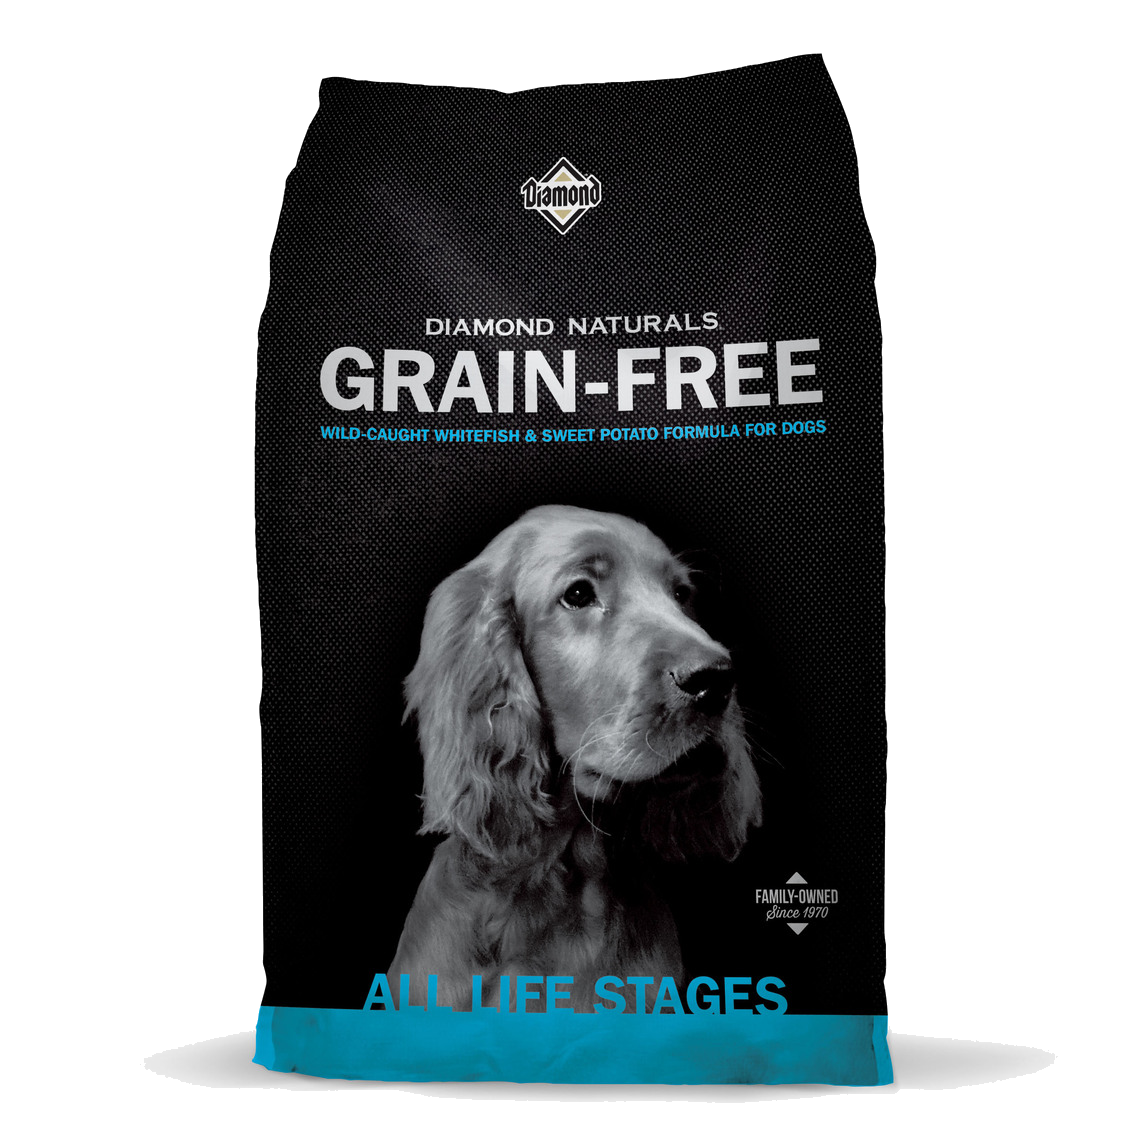 Diamond
DIAMOND NATURALS
GRAIN-FREE
WILD-CAUGHT WHITEFISH & SWEET POTATO FORMULA FOR DOGS
FAMILY-OWNED
Since 1970
ALL LIFE STAGES